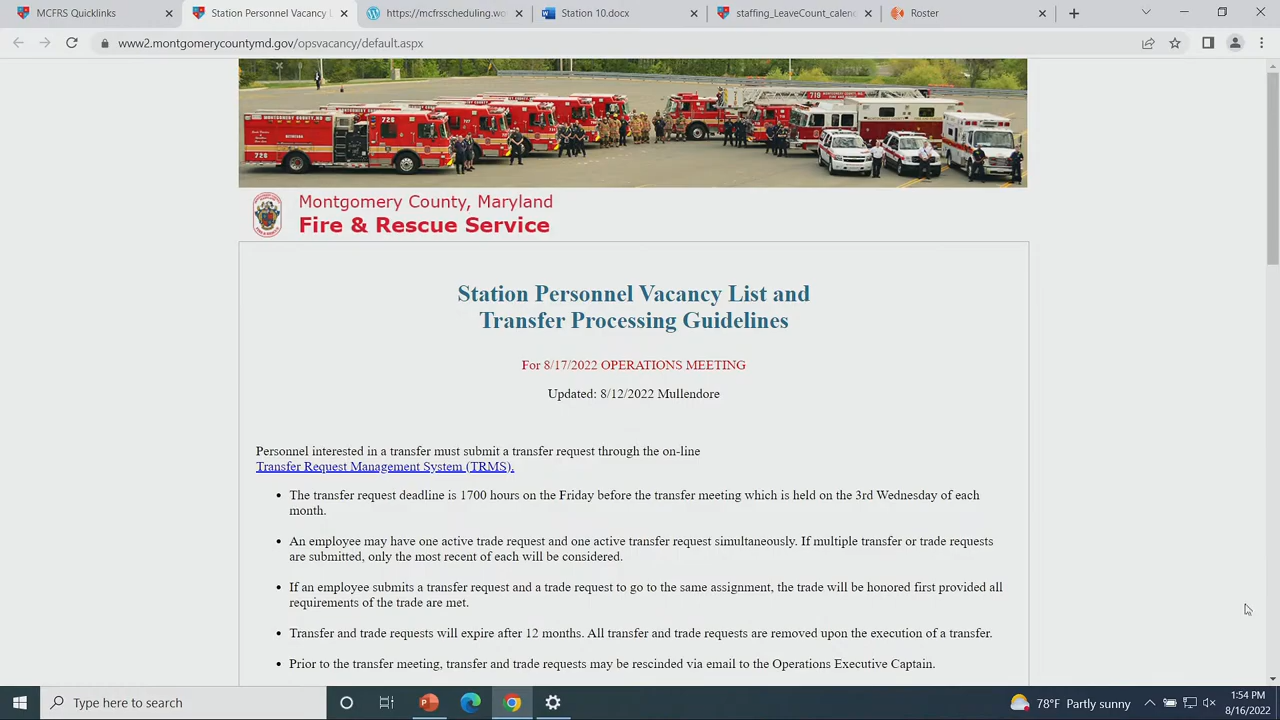 MCFRS Quicklinks
Station Personnel Vacancy L
https://mcfrsscheduling.wo
Station 10.docx
staffing_LeaveCount_calen
Roster
www2.montgomerycountymd.gov/opsvacancy/default.aspx
Montgomery County, Maryland
Fire & Rescue Service
Station Personnel Vacancy List and
Transfer Processing Guidelines
For 8/17/2022 OPERATIONS MEETING
Updated: 8/12/2022 Mullendore
Personnel interested in a transfer must submit a transfer request through the on-line
Transfer Request Management System (TRMS).
• The transfer request deadline is 1700 hours on the Friday before the transfer meeting which is held on the 3rd Wednesday of each
month.
• An employee may have one active trade request and one active transfer request simultaneously. If multiple transfer or trade requests
are submitted, only the most recent of each will be considered.
• If an employee submits a transfer request and a trade request to go to the same assignment, the trade will be honored first provided all
requirements of the trade are met.
• Transfer and trade requests will expire after 12 months. All transfer and trade requests are removed upon the execution of a transfer.
• Prior to the transfer meeting, transfer and trade requests may be rescinded via email to the Operations Executive Captain.
Type here to search
78°F Partly sunny
1:54 PM
8/16/2022